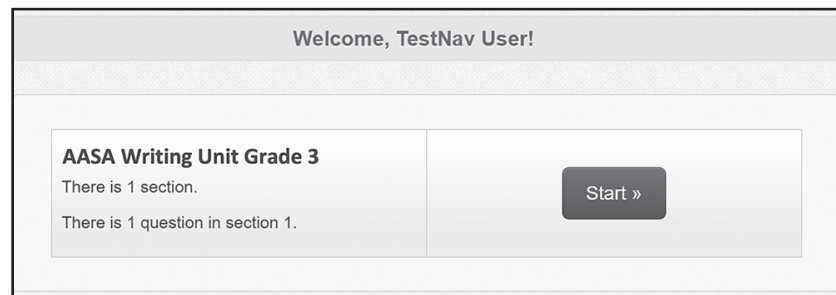 Welcome, TestNav User!
AASA Writing Unit Grade 3
There is 1 section.
There is 1 question in section 1.
Start »